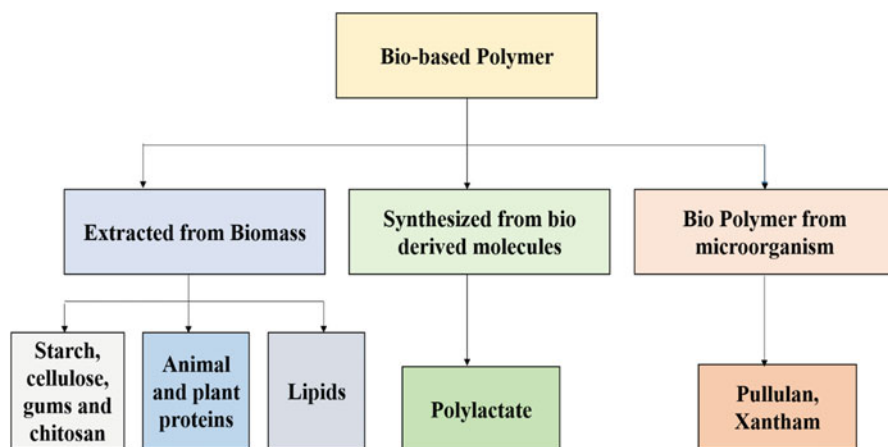 Bio-based Polymer
Extracted from Biomass
Synthesized from bio
derived molecules
Bio Polymer from
microorganism
Starch,
cellulose,
gums and
chitosan
Animal
and plant
proteins
Lipids
Polylactate
Pullulan,
Xantham